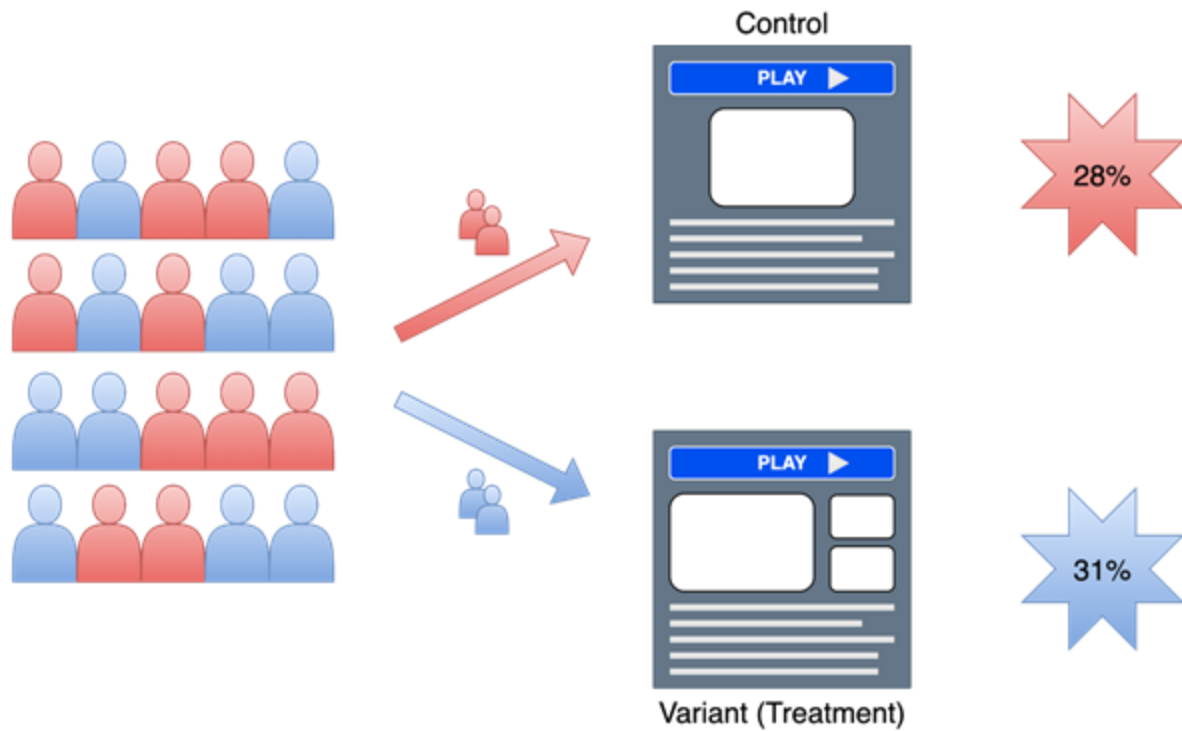 Control
PLAY
28%
PLAY
31%
Variant (Treatment)